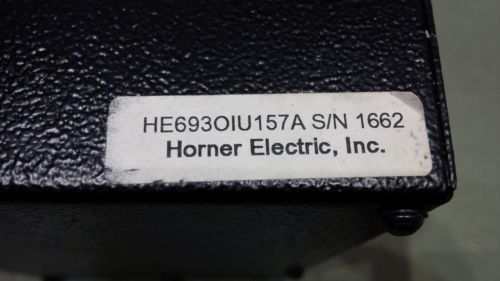 HE693OIU157A S/N 1662
Horner Electric, Inc.